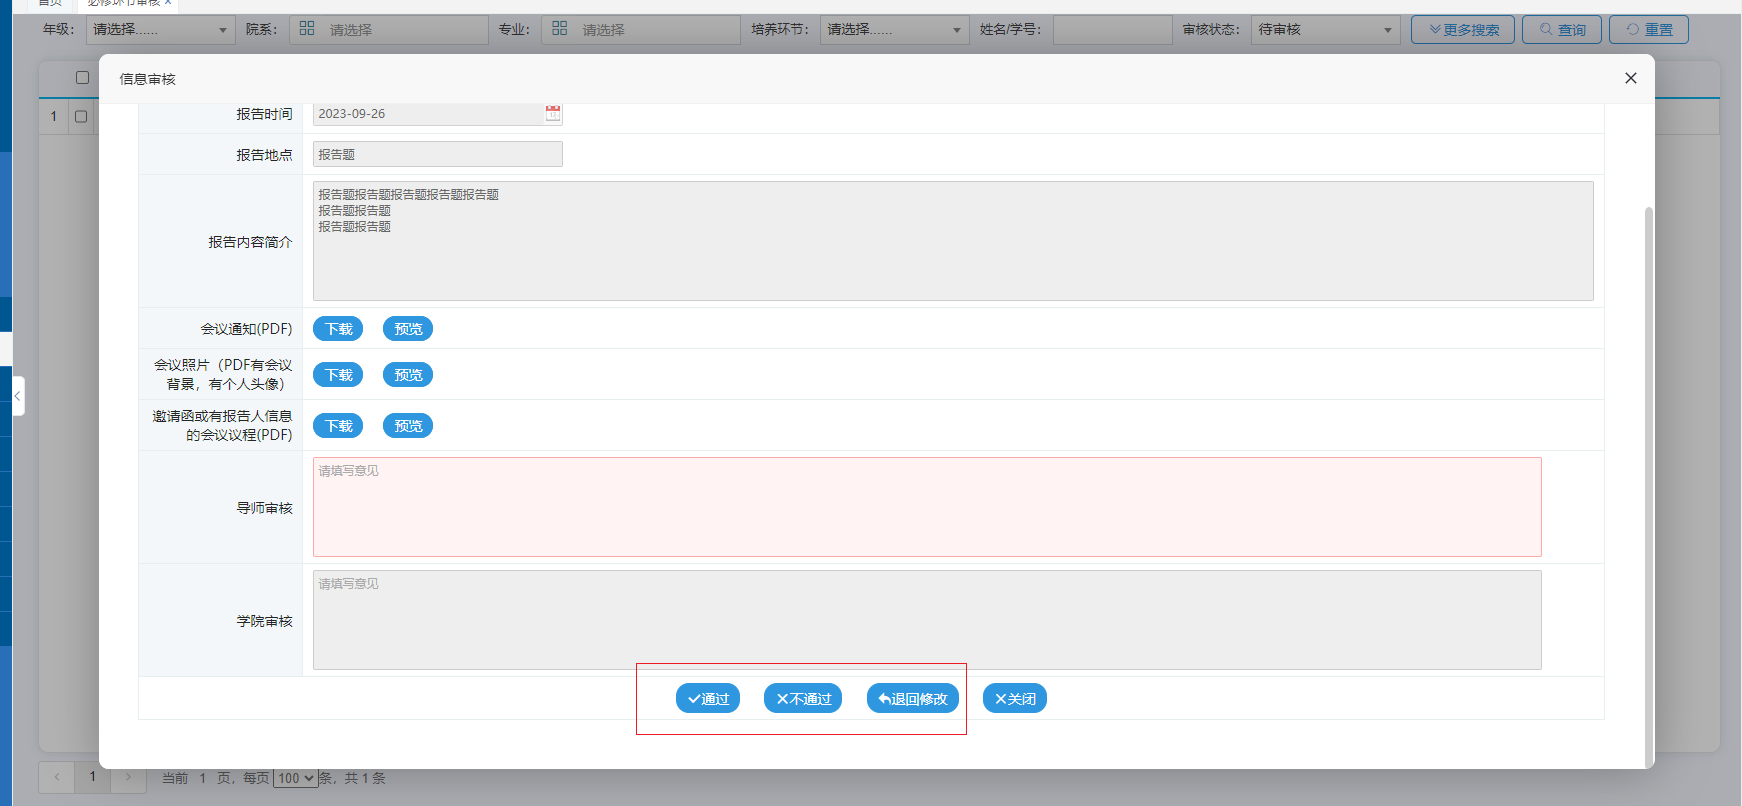 首页 必修环节审核 ×
年级： 请选择...... 院系： 请选择 专业： 请选择 培养环节： 请选择...... 姓名/学号： 审核状态： 待审核 更多搜索 查询 重置
信息审核
1
报告时间 2023-09-26
报告地点 报告题
报告内容简介
报告题报告题报告题报告题报告题
报告题报告题
报告题报告题
会议通知(PDF) 下载 预览
会议照片（PDF有会议
背景，有个人头像） 下载 预览
邀请函或有报告人信息
的会议议程(PDF) 下载 预览
导师审核 请填写意见
学院审核 请填写意见
通过 不通过 退回修改 关闭
1 当前 1 页，每页 100 条，共 1 条